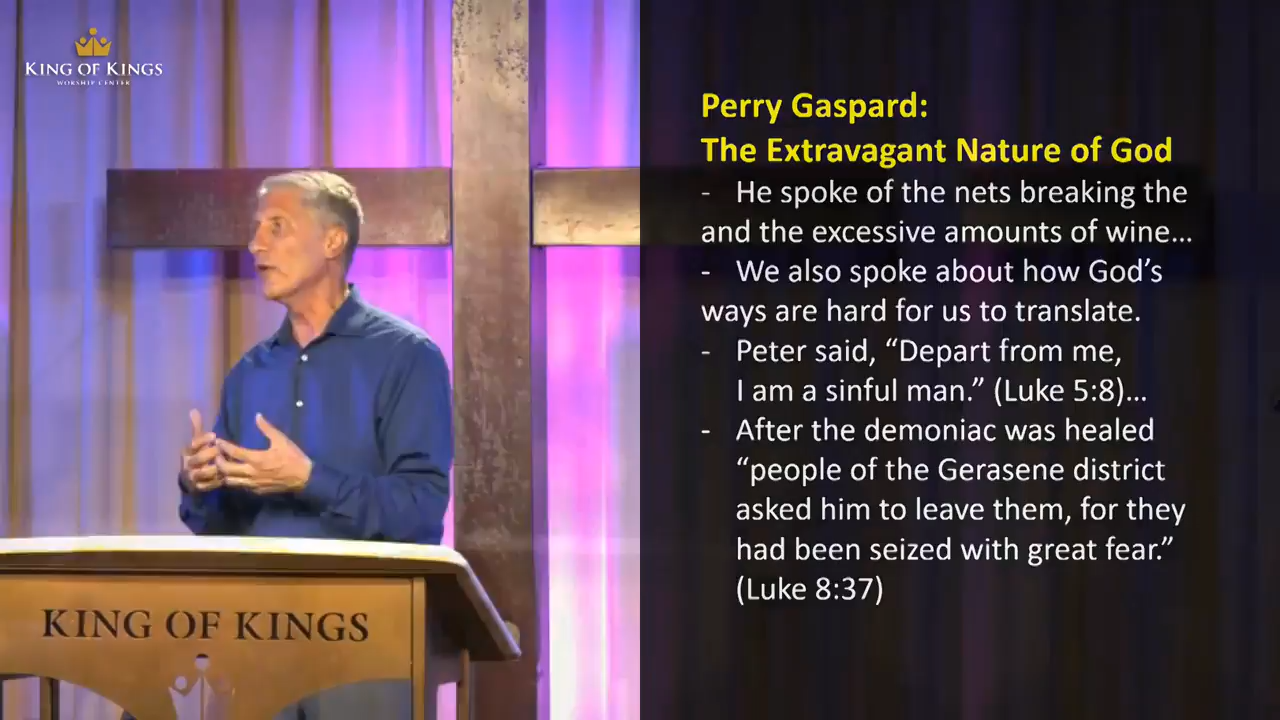 KING OF KINGS
WORSHIP CENTER
KING OF KINGS
Perry Gaspard:
The Extravagant Nature of God
- He spoke of the nets breaking the
and the excessive amounts of wine...
- We also spoke about how God’s
ways are hard for us to translate.
- Peter said, “Depart from me,
I am a sinful man.” (Luke 5:8)...
- After the demoniac was healed
“people of the Gerasene district
asked him to leave them, for they
had been seized with great fear.”
(Luke 8:37)